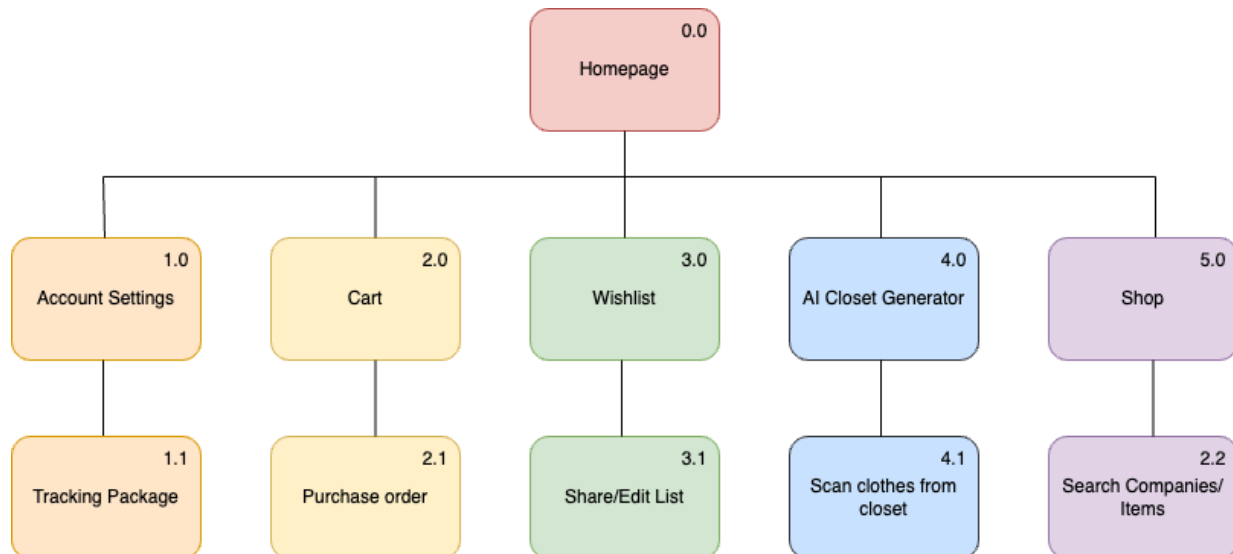 0.0
Homepage
1.0
Account Settings
2.0
Cart
3.0
Wishlist
4.0
AI Closet Generator
5.0
Shop
1.1
Tracking Package
2.1
Purchase order
3.1
Share/Edit List
4.1
Scan clothes from
closet
2.2
Search Companies/
Items